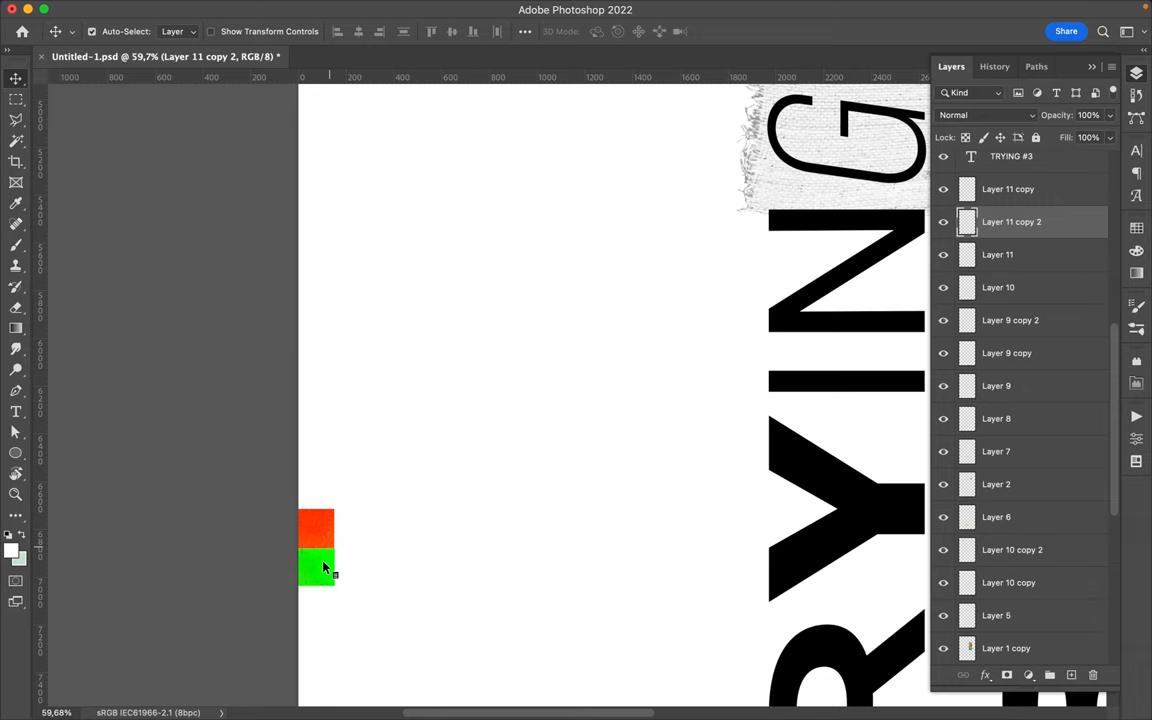 Adobe Photoshop 2022
Auto-Select: Layer Show Transform Controls 3D Mode: Share
Untitled-1.psd @ 59,7% (Layer 11 copy 2, RGB/8) *
1000 800 600 400 200 0 200 400 600 800 1000 1200 1400 1600 1800 2000 2200 2400
Layers History Paths
Kind
Normal Opacity: 100%
Lock: Fill: 100%
TRYING #3
Layer 11 copy
Layer 11 copy 2
Layer 11
Layer 10
Layer 9 copy 2
Layer 9 copy
Layer 9
Layer 8
Layer 7
Layer 2
Layer 6
Layer 10 copy 2
Layer 10 copy
Layer 5
Layer 1 copy
RYING
59,68% sRGB IEC61966-2.1 (8bpc)